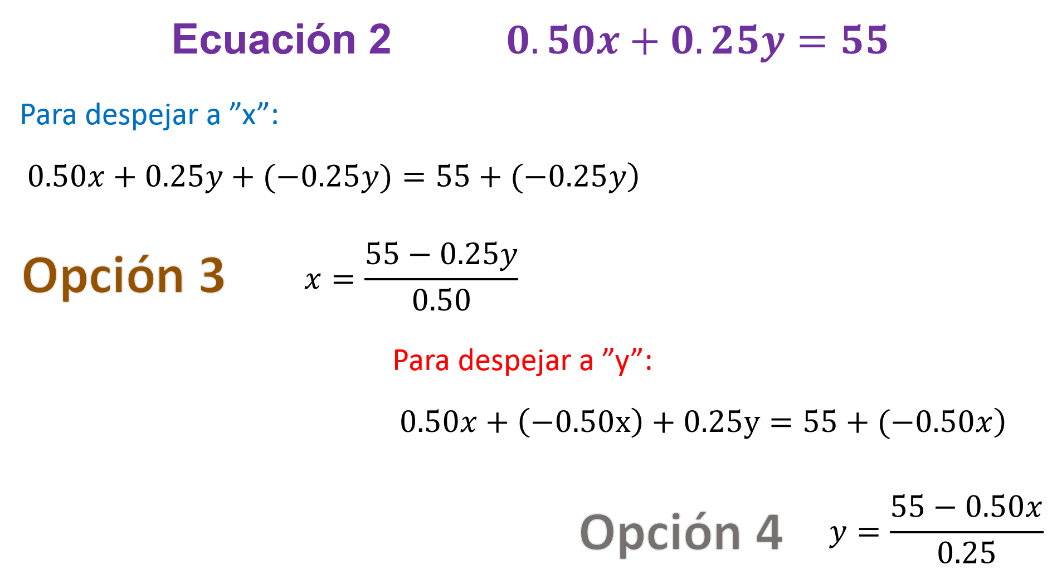 Ecuación 2 0.50x + 0.25y = 55
Para despejar a ”x”:
0.50x + 0.25y + (−0.25y) = 55 + (−0.25y)
Opción 3 x = \frac{55 − 0.25y}{0.50}
Para despejar a ”y”:
0.50x + (−0.50x) + 0.25y = 55 + (−0.50x)
Opción 4 y = \frac{55 − 0.50x}{0.25}